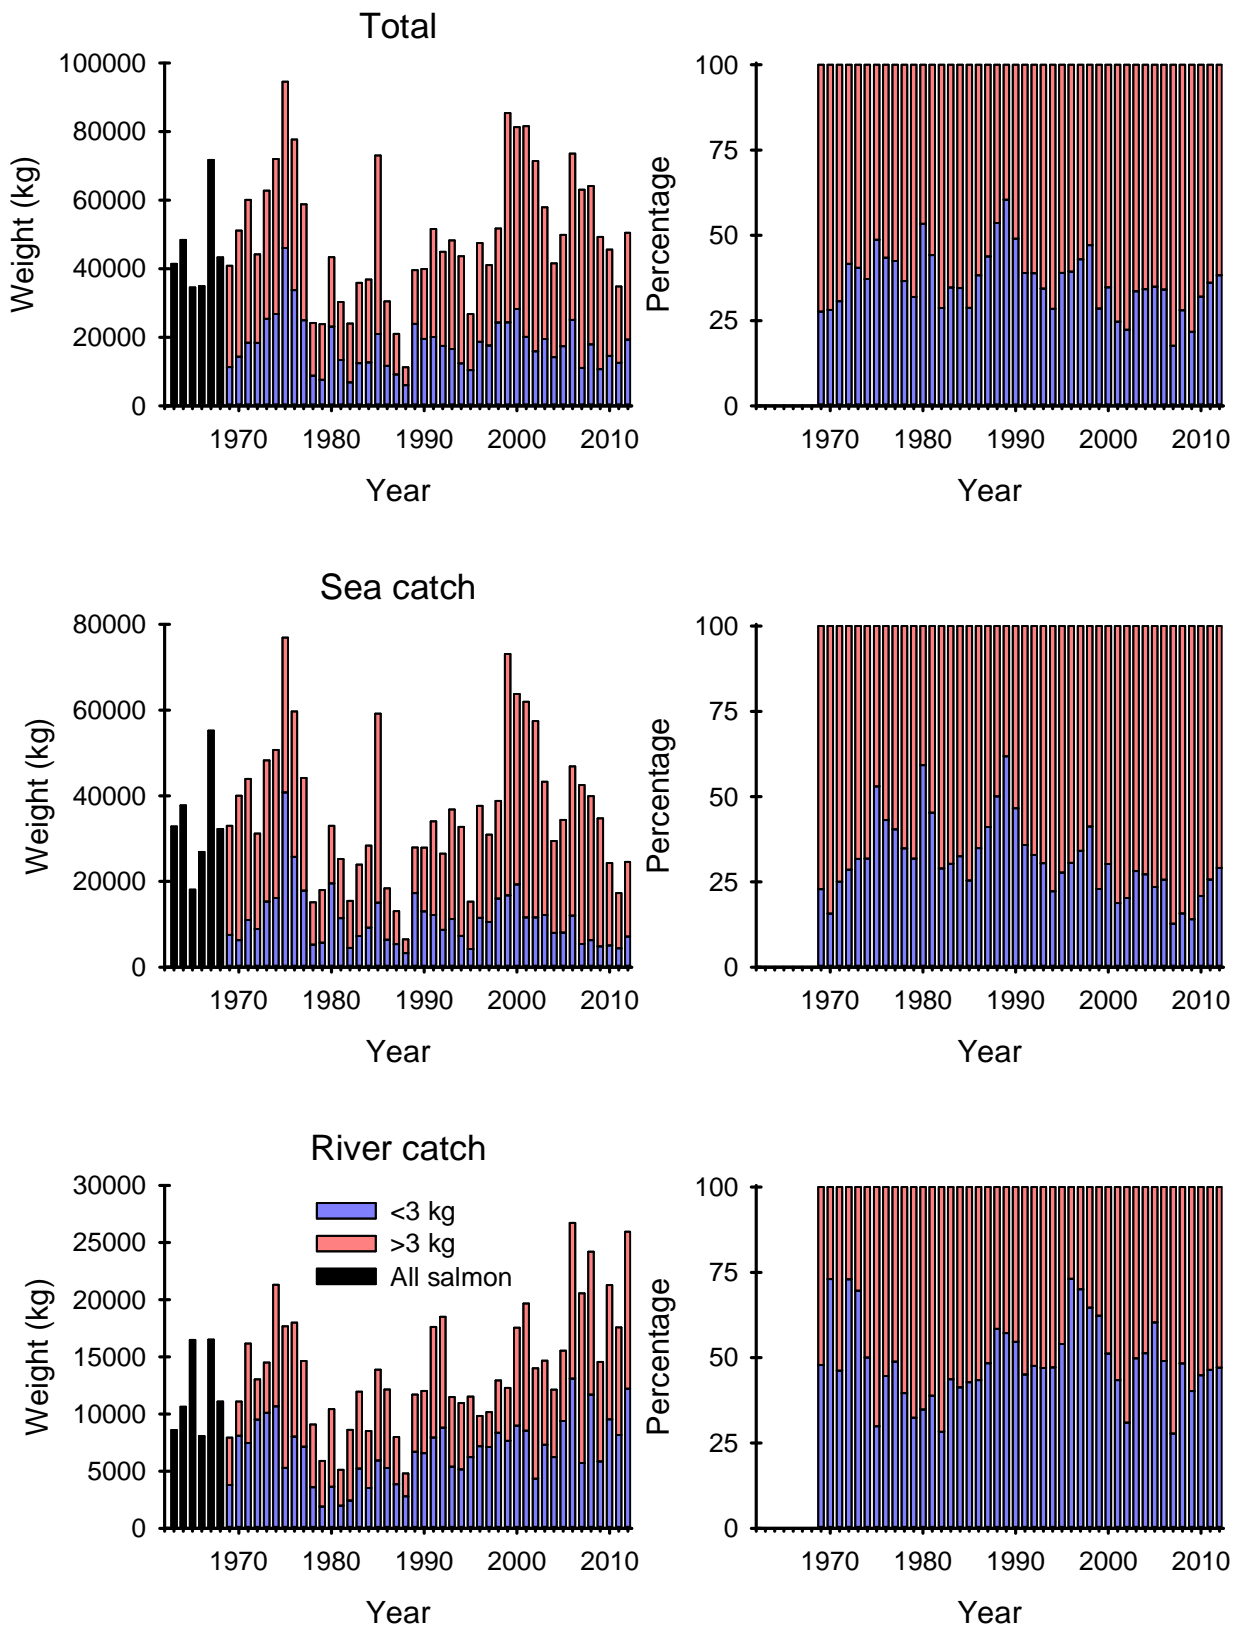 Total
Weight (kg)
100000
80000
60000
40000
20000
0
1970 1980 1990 2000 2010
Year
Percentage
100
75
50
25
0
1970 1980 1990 2000 2010
Year
Sea catch
Weight (kg)
80000
60000
40000
20000
0
1970 1980 1990 2000 2010
Year
Percentage
100
75
50
25
0
1970 1980 1990 2000 2010
Year
River catch
Weight (kg)
30000
25000
20000
15000
10000
5000
0
<3 kg
>3 kg
All salmon
1970 1980 1990 2000 2010
Year
Percentage
100
75
50
25
0
1970 1980 1990 2000 2010
Year